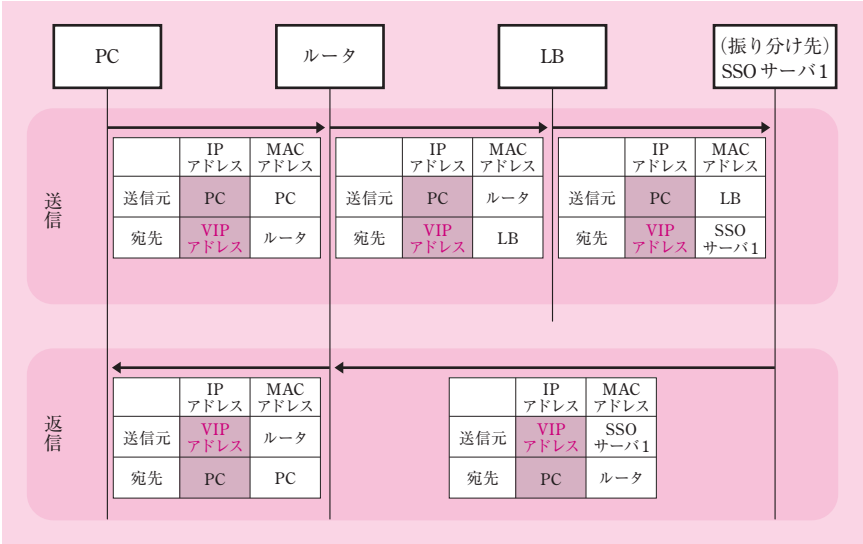 PC
ルータ
LB
(振り分け先)
SSOサーバ1
送信
IP
アドレス
MAC
アドレス
送信元
PC
PC
宛先
VIP
アドレス
ルータ
IP
アドレス
MAC
アドレス
送信元
PC
ルータ
宛先
VIP
アドレス
LB
IP
アドレス
MAC
アドレス
送信元
PC
LB
宛先
VIP
アドレス
SSO
サーバ1
返信
IP
アドレス
MAC
アドレス
送信元
VIP
アドレス
ルータ
宛先
PC
PC
IP
アドレス
MAC
アドレス
送信元
VIP
アドレス
SSO
サーバ1
宛先
PC
ルータ